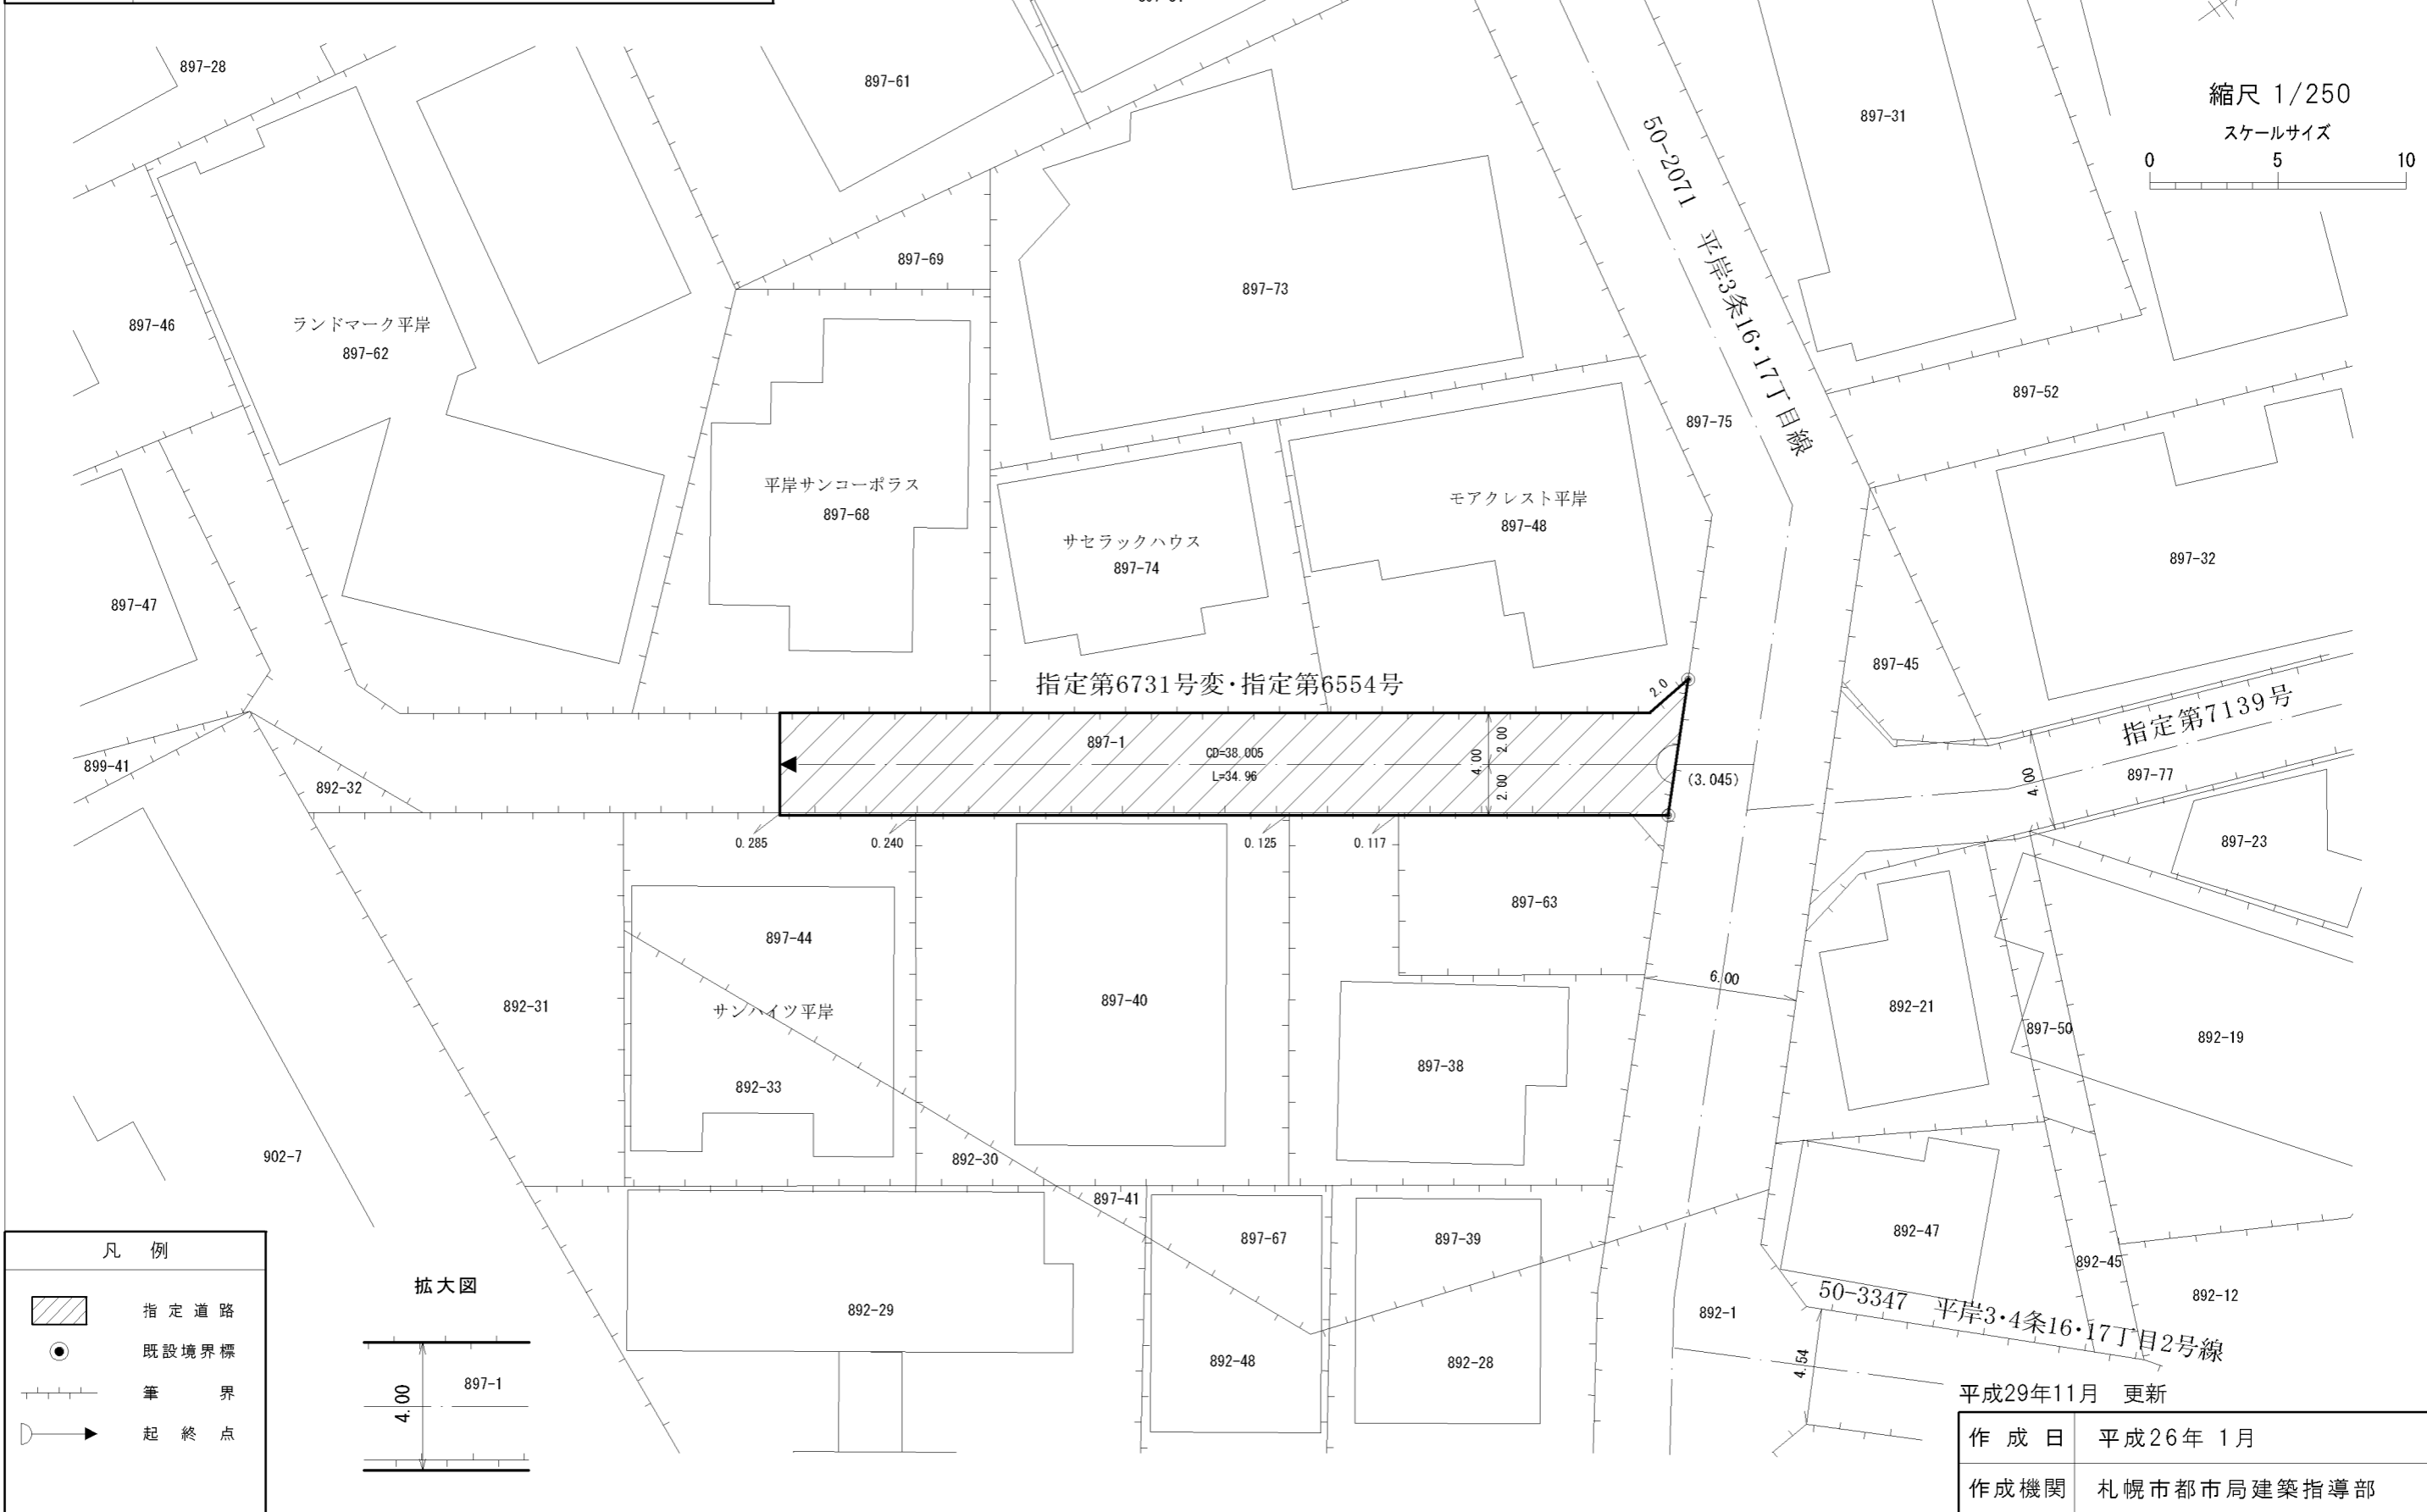 897-28
897-61
897-31
縮尺 1/250
スケールサイズ
0 5 10
50-2071 平岸3条16・17丁目線
897-69
897-73
897-46
ランドマーク平岸
897-62
897-52
897-75
平岸サンコーポラス
897-68
モアクレスト平岸
897-48
サセラックハウス
897-74
897-32
897-47
897-45
指定第6731号変・指定第6554号
2.0
指定第7139号
897-1
CD=38.005
L=34.96
4.00
2.00
2.00
(3.045)
899-41
892-32
4.00
897-77
0.285
0.240
0.125
0.117
897-23
897-63
897-44
892-31
サンハイツ平岸
897-40
6.00
892-21
897-50
892-19
897-38
892-33
902-7
892-30
897-41
897-67
897-39
892-47
892-45
892-12
50-3347 平岸3・4条16・17丁目2号線
892-29
892-1
892-48
892-28
4.54
凡 例
指定道路
既設境界標
筆 界
起終点
拡大図
4.00
897-1
平成29年11月 更新
作成日 平成26年 1月
作成機関 札幌市都市局建築指導部